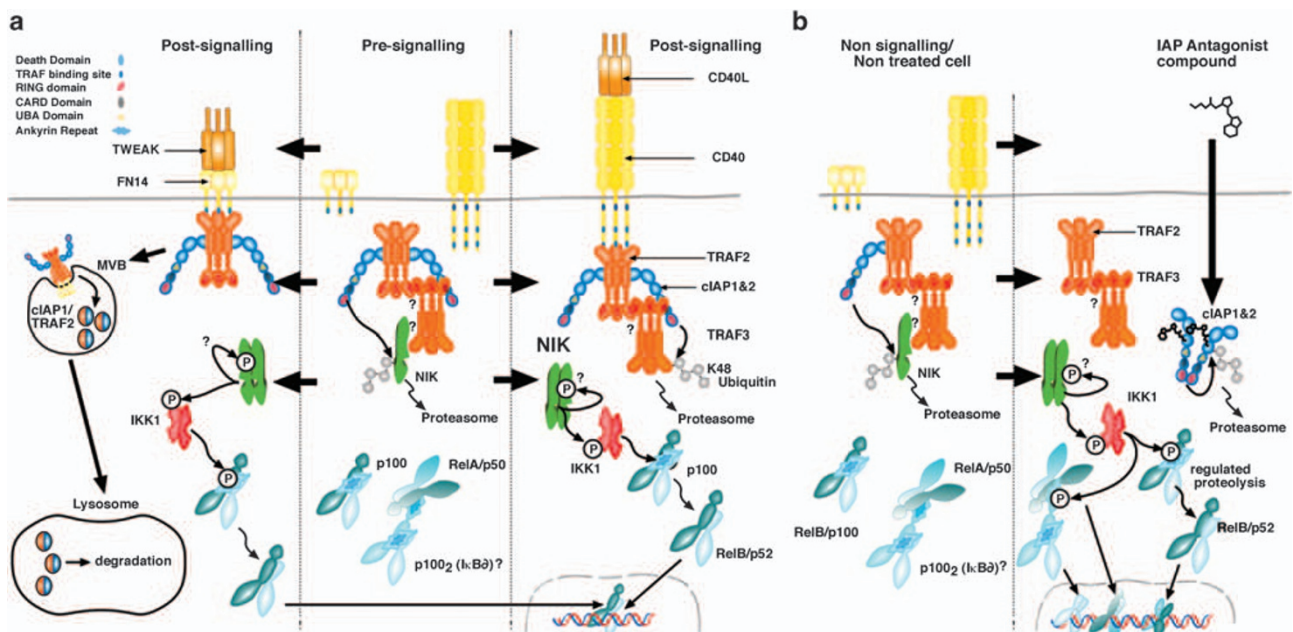 a
Post-signalling
Pre-signalling
Post-signalling
Death Domain
TRAF binding site
RING domain
CARD Domain
UBA Domain
Ankyrin Repeat
TWEAK
FN14
CD40L
CD40
MVB
cIAP1/
TRAF2
?
P
P
IKK1
P
Lysosome
degradation
?
?
NIK
Proteasome
p100
RelA/p50
p100₂ (IκB∂)?
TRAF2
cIAP1&2
TRAF3
K48
Ubiquitin
Proteasome
NIK
P
?
P
IKK1
P
p100
RelB/p52
b
Non signalling/
Non treated cell
IAP Antagonist
compound
?
?
NIK
Proteasome
RelA/p50
RelB/p100
p100₂ (IκB∂)?
TRAF2
TRAF3
?
cIAP1&2
P
?
IKK1
Proteasome
P
P
P
regulated
proteolysis
RelB/p52